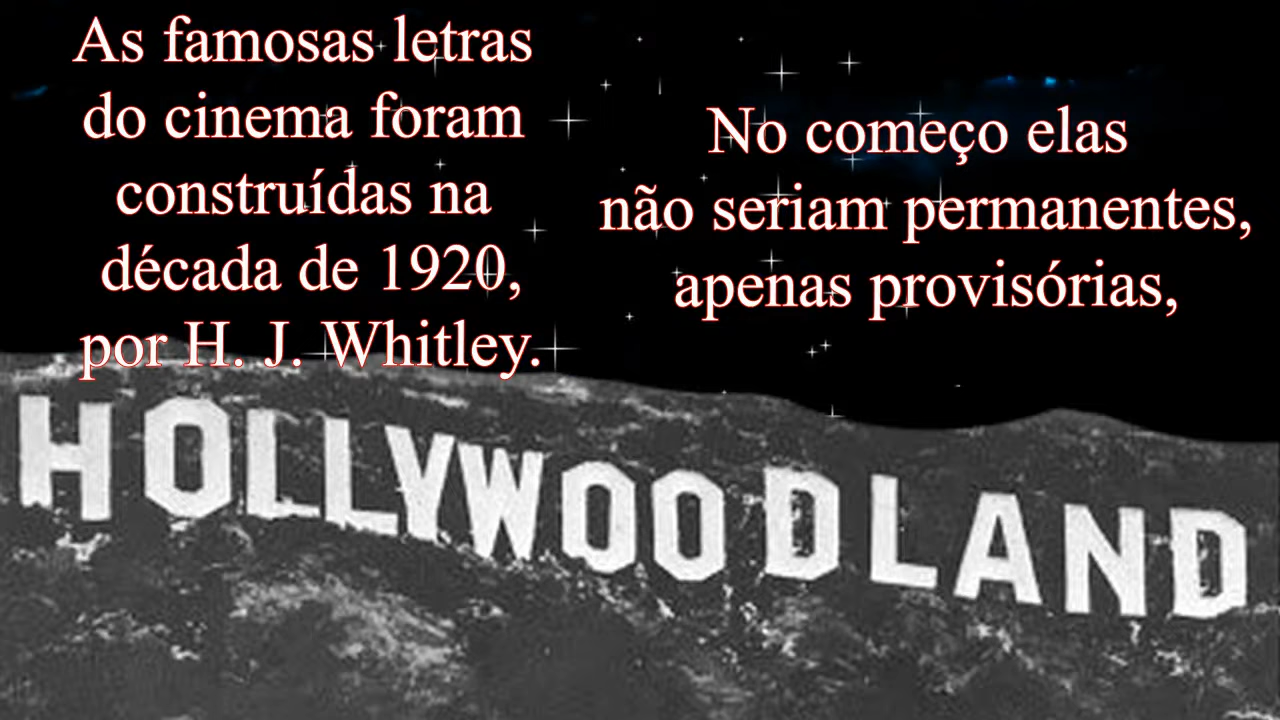 As famosas letras
do cinema foram
construídas na
década de 1920,
por H. J. Whitley.
No começo elas
não seriam permanentes,
apenas provisórias,
HOLLYWOODLAND